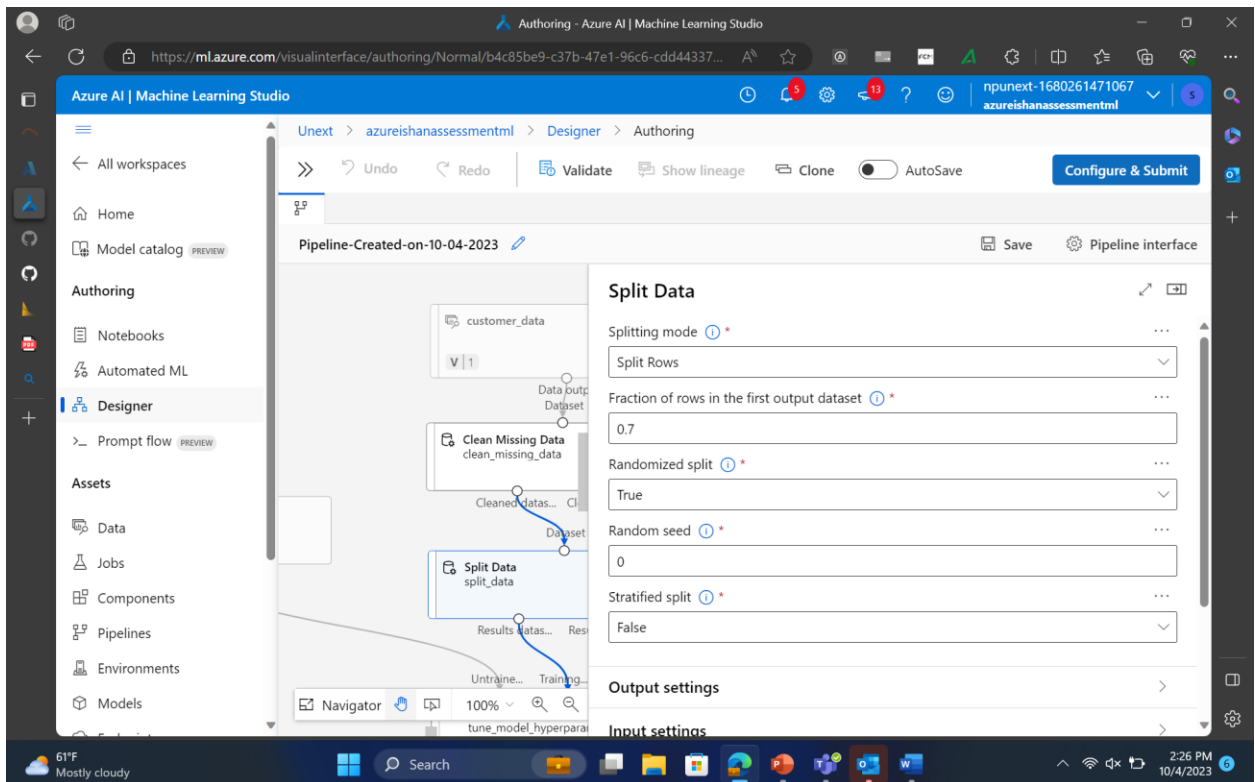 Authoring - Azure AI | Machine Learning Studio
https://ml.azure.com/visualinterface/authoring/Normal/b4c85be9-c37b-47e1-96c6-cdd44337...
Azure AI | Machine Learning Studio
5
13
?
npunext-1680261471067
azureishanassessmentml
S
All workspaces
Home
Model catalog PREVIEW
Authoring
Notebooks
Automated ML
Designer
Prompt flow PREVIEW
Assets
Data
Jobs
Components
Pipelines
Environments
Models
Unext > azureishanassessmentml > Designer > Authoring
Undo
Redo
Validate
Show lineage
Clone
AutoSave
Configure & Submit
Pipeline-Created-on-10-04-2023
Save
Pipeline interface
customer_data
V 1
Data outp
Dataset
Clean Missing Data
clean_missing_data
Cleaned datas...
Dataset
Split Data
split_data
Results datas...
Untraine... Training...
Navigator
100%
tune_model_hyperpara
Split Data
Splitting mode *
Split Rows
Fraction of rows in the first output dataset *
0.7
Randomized split *
True
Random seed *
0
Stratified split *
False
Output settings
Input settings
61°F
Mostly cloudy
Search
2:26 PM
10/4/2023
6